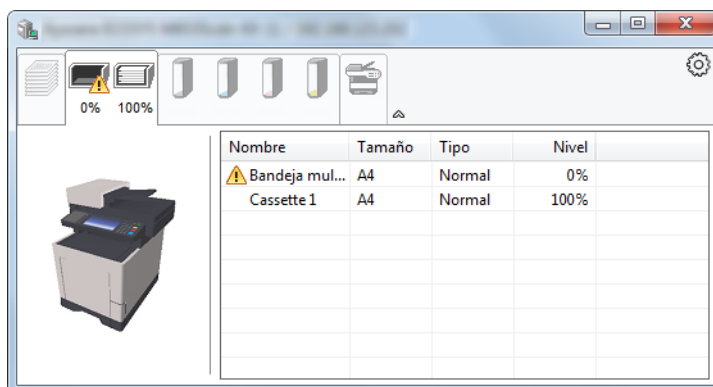 0% 100%
Nombre Tamaño Tipo Nivel
Bandeja mul... A4 Normal 0%
Cassette 1 A4 Normal 100%